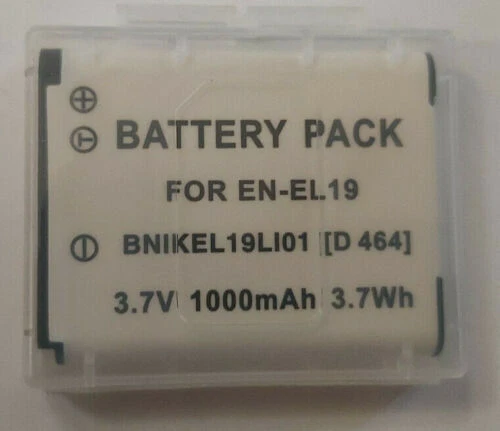 ⊕
Ⓣ BATTERY PACK
FOR EN-EL19
⊖ BNIKEL19LI01 [D 464]
3.7V 1000mAh 3.7Wh